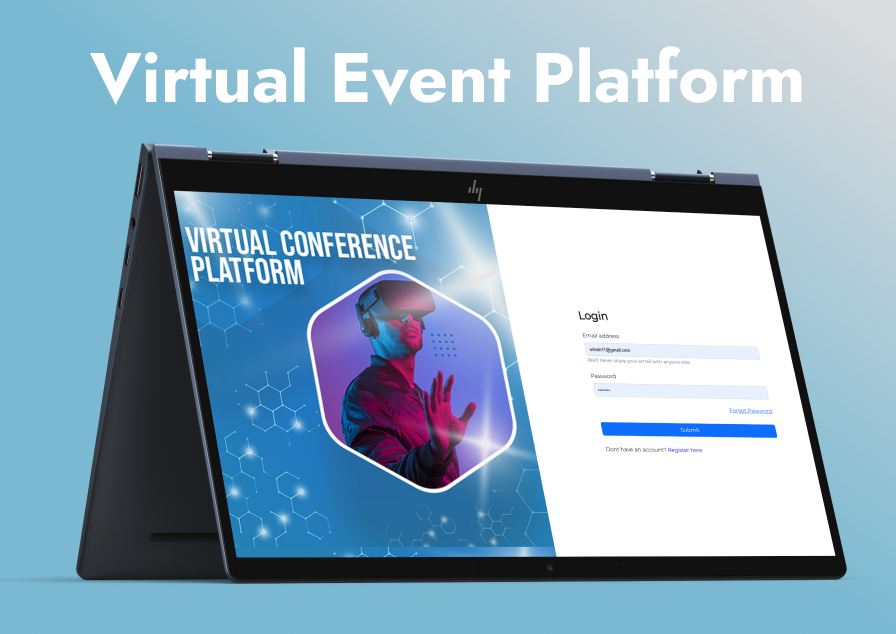 Virtual Event Platform
VIRTUAL CONFERENCE
PLATFORM
Login
Email address
admin11@gmail.com
We'll never share your email with anyone else.
Password
Forgot Password
Submit
Dont have an account? Register here